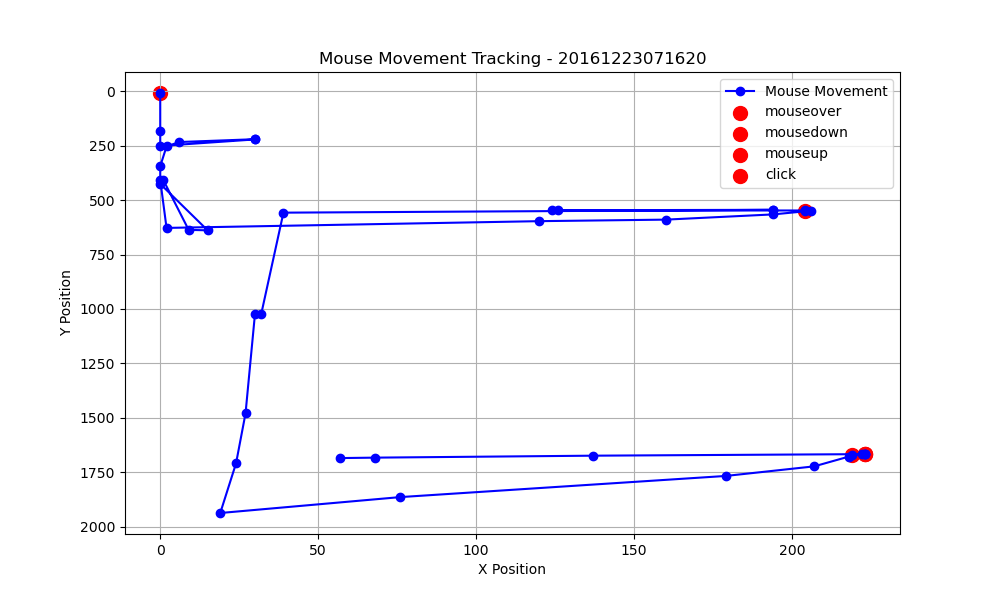 Mouse Movement Tracking - 20161223071620
Mouse Movement
mouseover
mousedown
mouseup
click
0
250
500
750
1000
1250
1500
1750
2000
Y Position
0 50 100 150 200
X Position